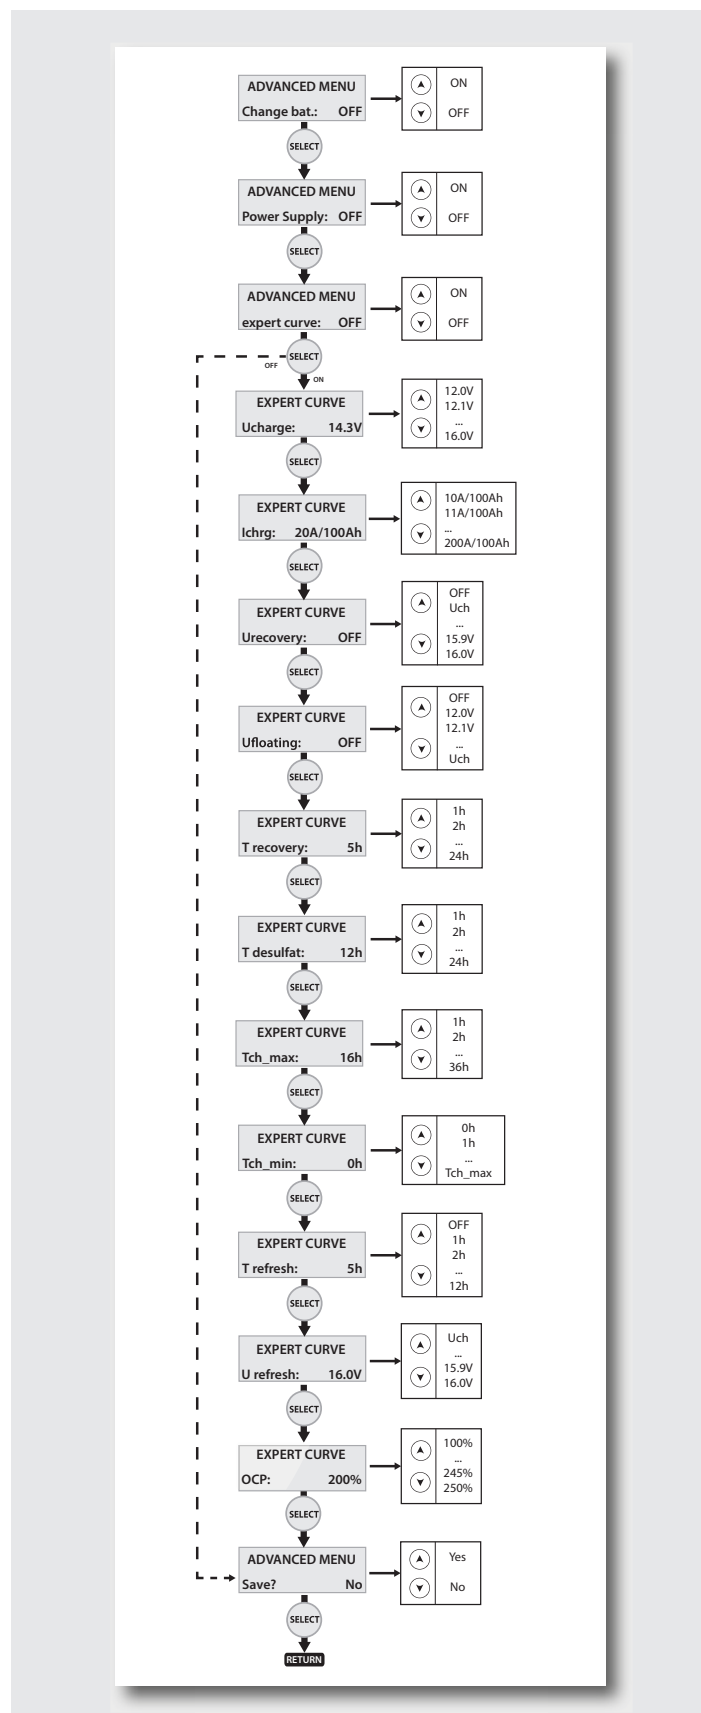 ADVANCED MENU
Change bat.: OFF
ON
OFF
SELECT
ADVANCED MENU
Power Supply: OFF
ON
OFF
SELECT
ADVANCED MENU
expert curve: OFF
ON
OFF
SELECT
OFF
ON
EXPERT CURVE
Ucharge: 14.3V
12.0V
12.1V
...
16.0V
SELECT
EXPERT CURVE
Ichrg: 20A/100Ah
10A/100Ah
11A/100Ah
...
200A/100Ah
SELECT
EXPERT CURVE
Urecovery: OFF
OFF
Uch
...
15.9V
16.0V
SELECT
EXPERT CURVE
Ufloating: OFF
OFF
12.0V
12.1V
...
Uch
SELECT
EXPERT CURVE
T recovery: 5h
1h
2h
...
24h
SELECT
EXPERT CURVE
T desulfat: 12h
1h
2h
...
24h
SELECT
EXPERT CURVE
Tch_max: 16h
1h
2h
...
36h
SELECT
EXPERT CURVE
Tch_min: 0h
0h
1h
...
Tch_max
SELECT
EXPERT CURVE
T refresh: 5h
OFF
1h
2h
...
12h
SELECT
EXPERT CURVE
U refresh: 16.0V
Uch
...
15.9V
16.0V
SELECT
EXPERT CURVE
OCP: 200%
100%
...
245%
250%
SELECT
ADVANCED MENU
Save? No
Yes
No
SELECT
RETURN